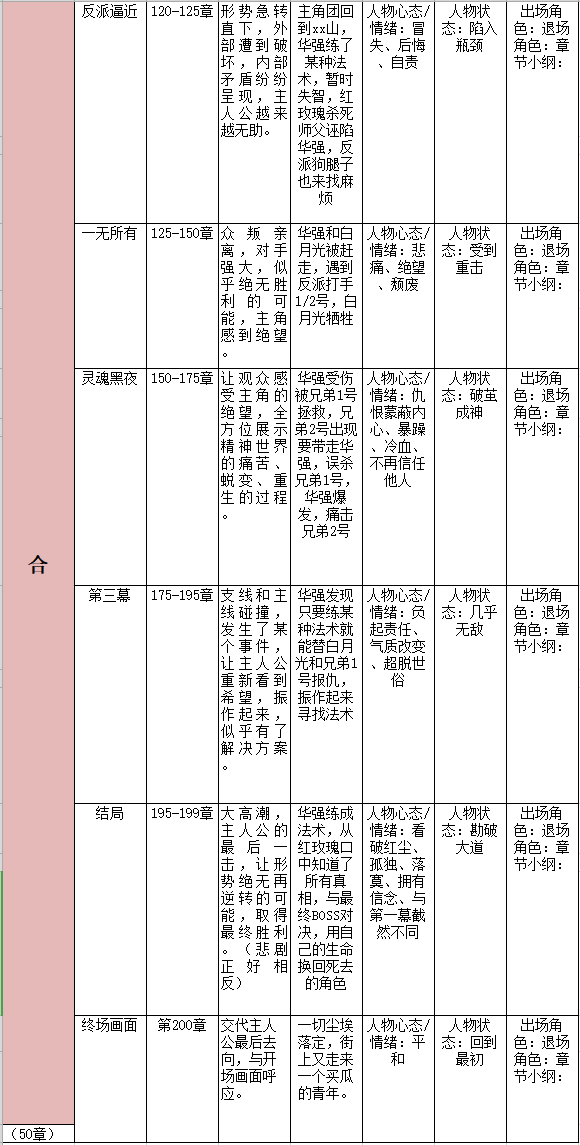 反派逼近
120-125章
形势急转
直下，外
部遭到破
坏，内部
矛盾纷纷
呈现，主
人公越来
越无助。
主角团回
到xx山，
华强练了
某种法
术，暂时
失智，红
玫瑰杀死
师父诬陷
华强，反
派狗腿子
也来找麻
烦
人物心态/
情绪：冒
失、后悔
、自责
人物状
态：陷入
瓶颈
出场角
色：退场
角色：章
节小纲：
一无所有
125-150章
众叛亲
离，对手
强大，似
乎绝无胜
利的可
能，主角
感到绝望
。
华强和白
月光被赶
走，遇到
反派打手
1/2号，白
月光牺牲
人物心态/
情绪：悲
痛、绝望
、颓废
人物状
态：受到
重击
出场角
色：退场
角色：章
节小纲：
灵魂黑夜
150-175章
让观众感
受主角的
绝望，全
方位展示
精神世界
的痛苦、
蜕变、重
生的过程
。
华强受伤
被兄弟1号
拯救，兄
弟2号出现
要带走华
强，误杀
兄弟1号，
华强爆
发，痛击
兄弟2号
人物心态/
情绪：仇
恨蒙蔽内
心、暴躁
、冷血、
不再信任
他人
人物状
态：破茧
成神
出场角
色：退场
角色：章
节小纲：
合
第三幕
175-195章
支线和主
线碰撞，
发生了某
个事件，
让主人公
重新看到
希望，振
作起来，
似乎有了
解决方案
。
华强发现
只要练某
种法术就
能替白月
光和兄弟1
号报仇，
振作起来
寻找法术
人物心态/
情绪：负
起责任、
气质改变
、超脱世
俗
人物状
态：几乎
无敌
出场角
色：退场
角色：章
节小纲：
结局
195-199章
大高潮，
主人公的
最后一
击，让形
势绝无再
逆转的可
能，取得
最终胜利
。（悲剧
正好相
反）
华强练成
法术，从
红玫瑰口
中知道了
所有真
相，与最
终BOSS对
决，用自
己的生命
换回死去
的角色
人物心态/
情绪：看
破红尘、
孤独、落
寞、拥有
信念、与
第一幕截
然不同
人物状
态：勘破
大道
出场角
色：退场
角色：章
节小纲：
终场画面
第200章
交代主人
公最后去
向，与开
场画面呼
应。
一切尘埃
落定，街
上又走来
一个买瓜
的青年。
人物心态/
情绪：平
和
人物状
态：回到
最初
出场角
色：退场
角色：章
节小纲：
（50章）